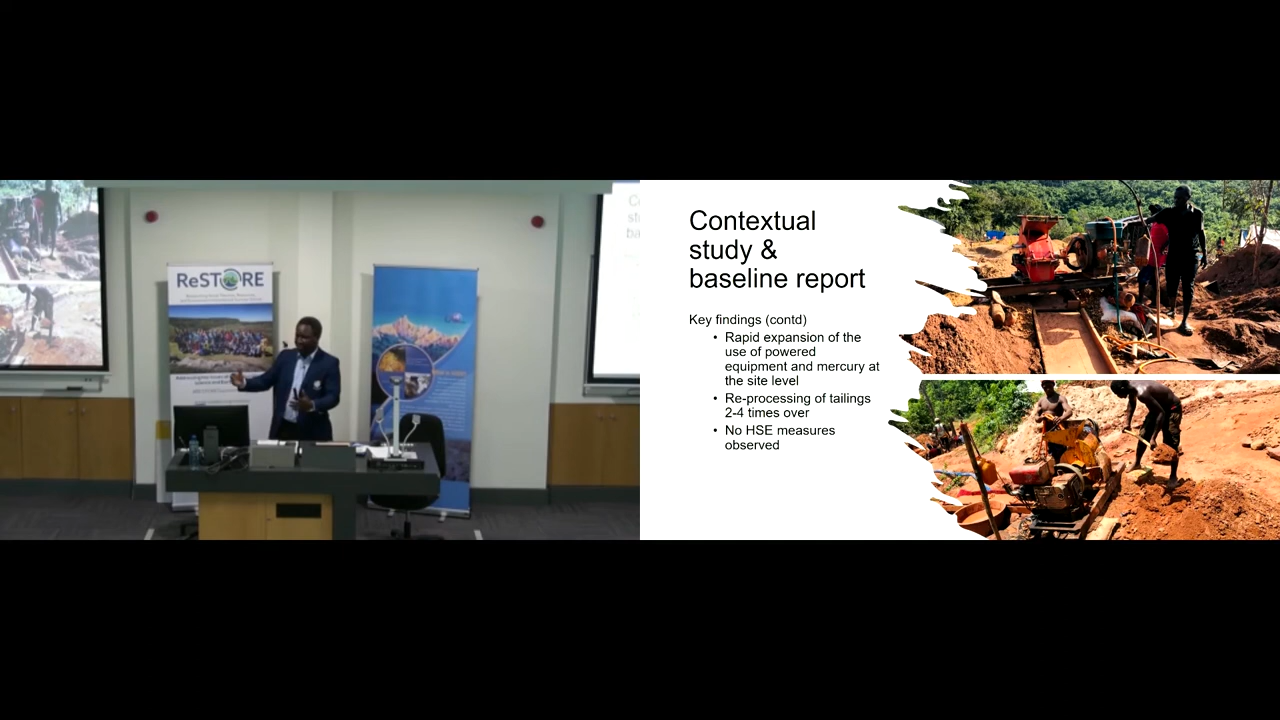 ReSTORE
Contextual
study &
baseline report
Key findings (contd)
• Rapid expansion of the
use of powered
equipment and mercury at
the site level
• Re-processing of tailings
2-4 times over
• No HSE measures
observed